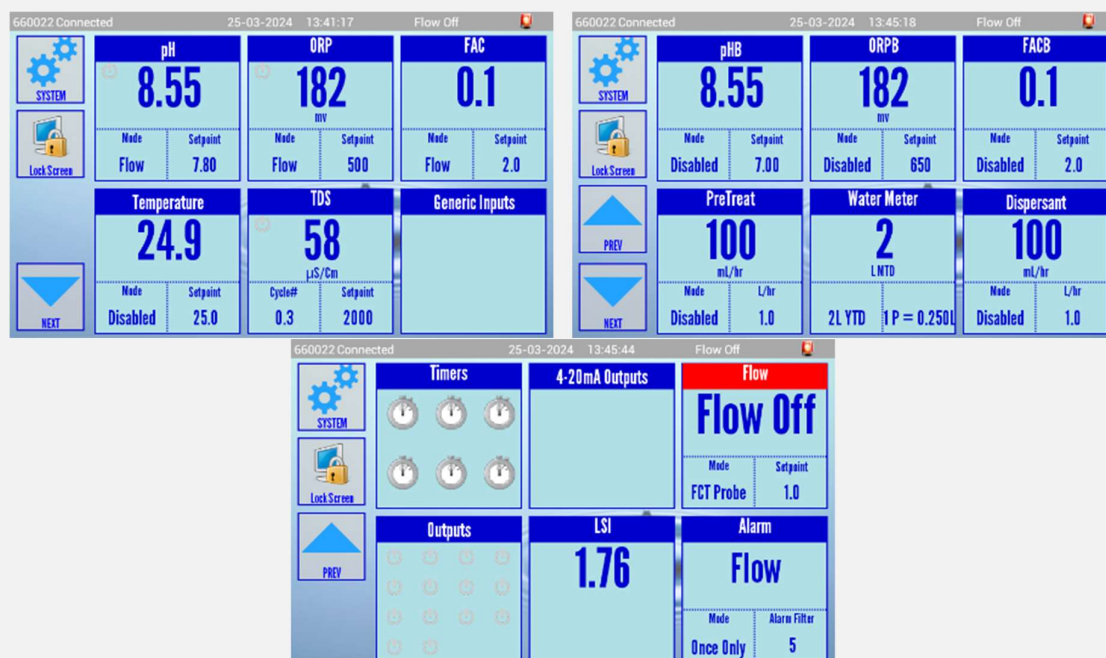 660022 Connected 25-03-2024 13:41:17 Flow Off
SYSTEM
Lock Screen
NEXT
pH
8.55
Mode Setpoint
Flow 7.80
ORP
182
mv
Mode Setpoint
Flow 500
FAC
0.1
Mode Setpoint
Flow 2.0
Temperature
24.9
Mode Setpoint
Disabled 25.0
TDS
58
µS/Cm
Cycle# Setpoint
0.3 2000
Generic Inputs
660022 Connected 25-03-2024 13:45:18 Flow Off
SYSTEM
Lock Screen
PREV
NEXT
pHB
8.55
Mode Setpoint
Disabled 7.00
ORPB
182
mv
Mode Setpoint
Disabled 650
FACB
0.1
Mode Setpoint
Disabled 2.0
PreTreat
100
mL/hr
Mode L/hr
Disabled 1.0
Water Meter
2
L MTD
2L YTD 1 P = 0.250L
Dispersant
100
mL/hr
Mode L/hr
Disabled 1.0
660022 Connected 25-03-2024 13:45:44 Flow Off
SYSTEM
Lock Screen
PREV
Timers
4-20mA Outputs
Flow
Flow Off
Mode Setpoint
FCT Probe 1.0
Outputs
LSI
1.76
Alarm
Flow
Mode Alarm Filter
Once Only 5